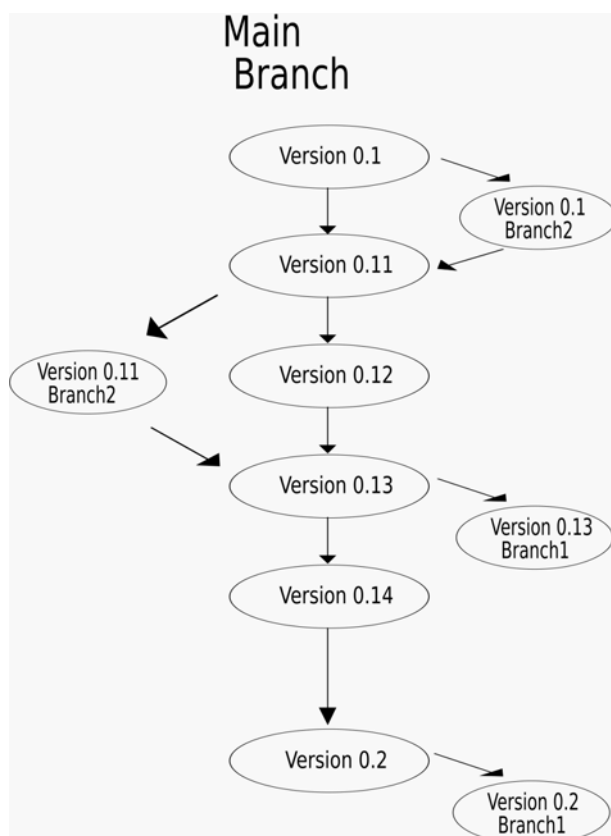 Main
Branch
Version 0.1
Version 0.1
Branch2
Version 0.11
Version 0.11
Branch2
Version 0.12
Version 0.13
Version 0.13
Branch1
Version 0.14
Version 0.2
Version 0.2
Branch1